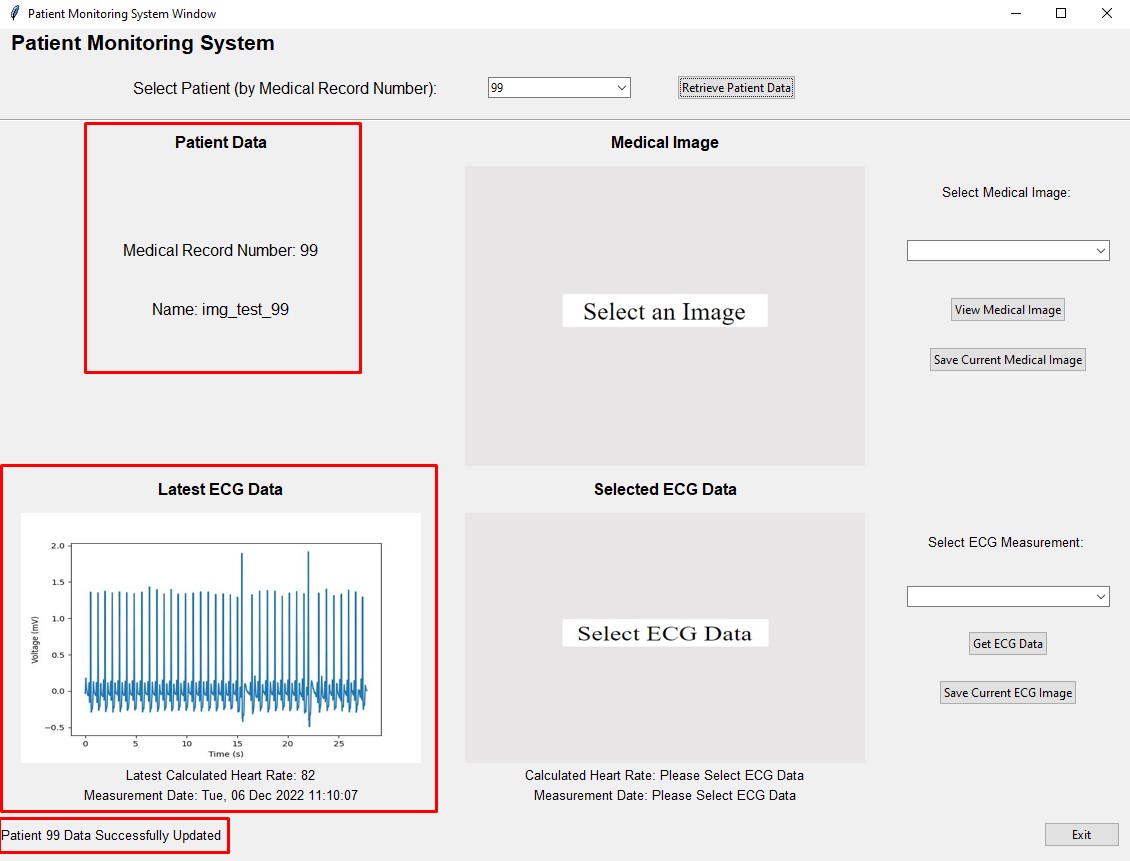 Patient Monitoring System Window
Patient Monitoring System
Select Patient (by Medical Record Number):
99
Retrieve Patient Data
Patient Data
Medical Record Number: 99
Name: img_test_99
Medical Image
Select an Image
Select Medical Image:
View Medical Image
Save Current Medical Image
Latest ECG Data
2.0
1.5
1.0
0.5
0.0
−0.5
Voltage (mV)
0 5 10 15 20 25
Time (s)
Latest Calculated Heart Rate: 82
Measurement Date: Tue, 06 Dec 2022 11:10:07
Selected ECG Data
Select ECG Data
Calculated Heart Rate: Please Select ECG Data
Measurement Date: Please Select ECG Data
Select ECG Measurement:
Get ECG Data
Save Current ECG Image
Patient 99 Data Successfully Updated
Exit